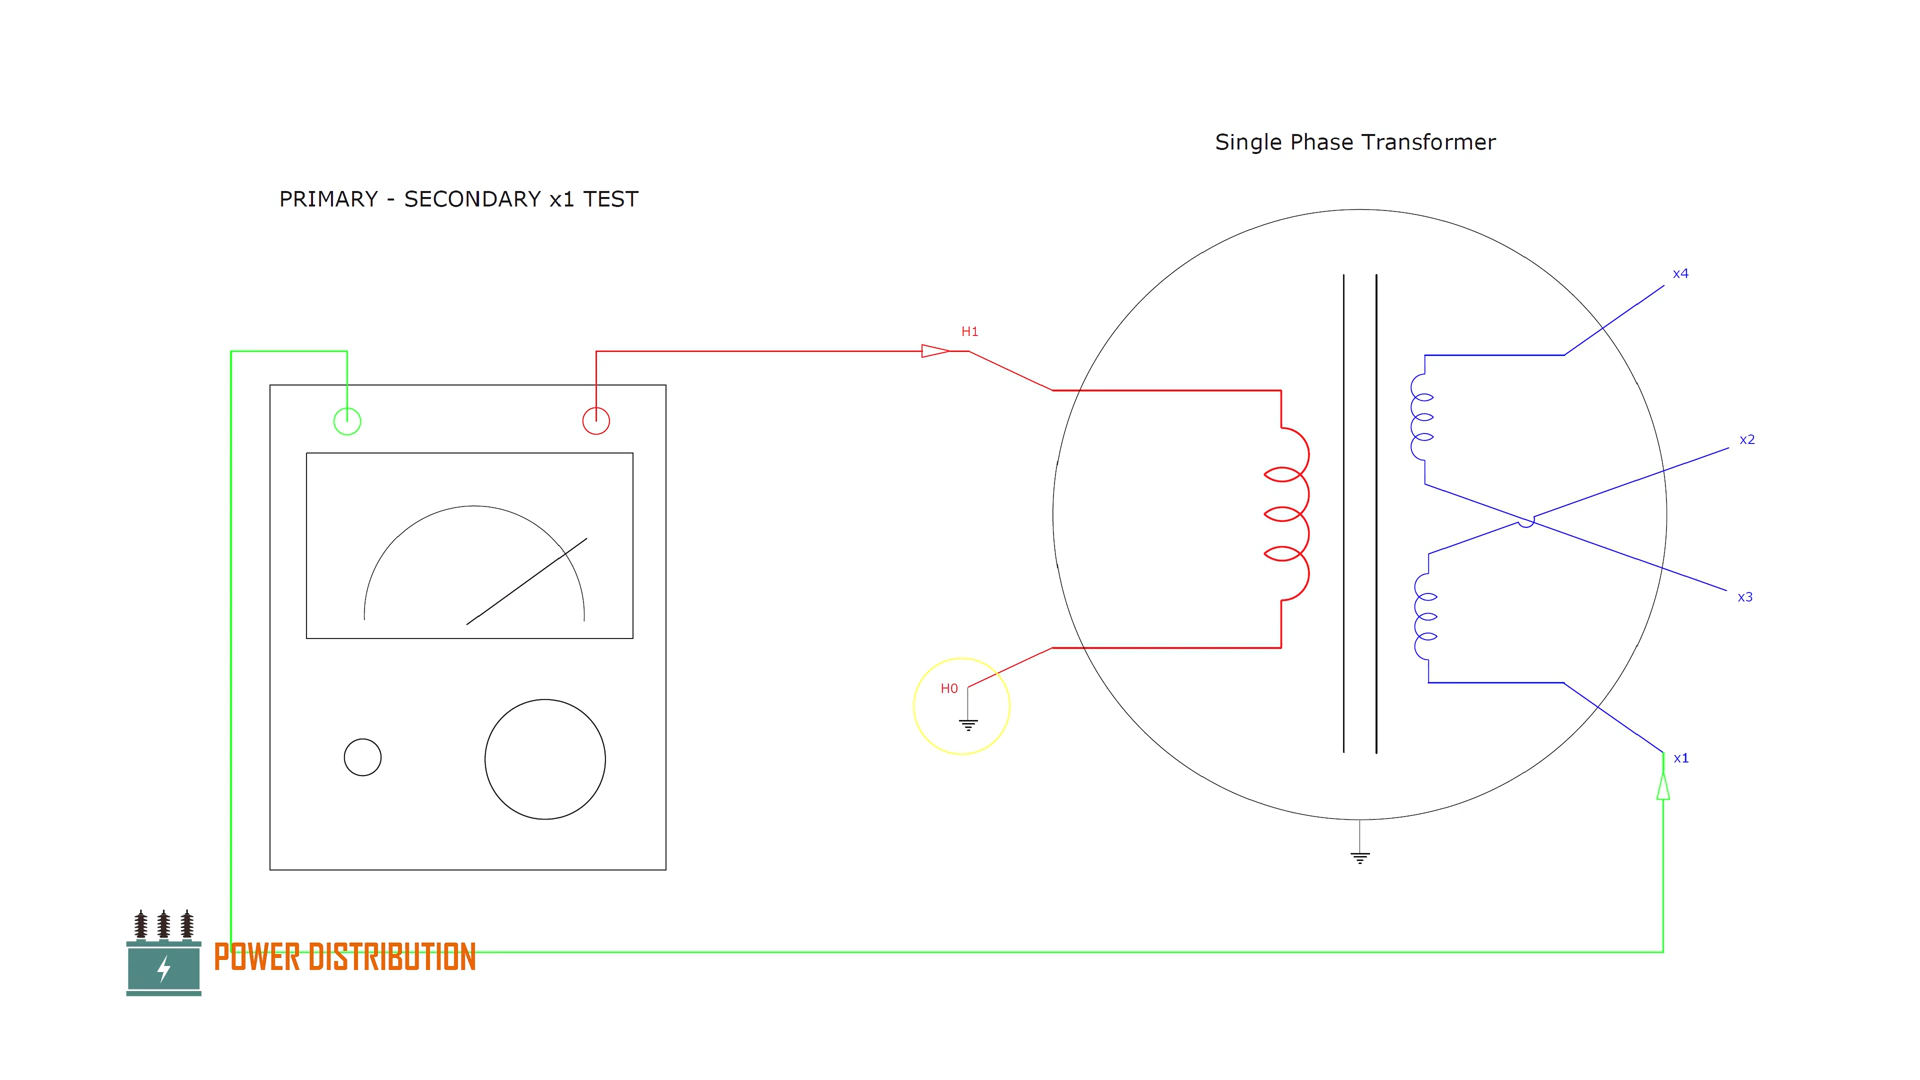 Single Phase Transformer
PRIMARY - SECONDARY x1 TEST
x4
H1
x2
x3
H0
x1
POWER DISTRIBUTION